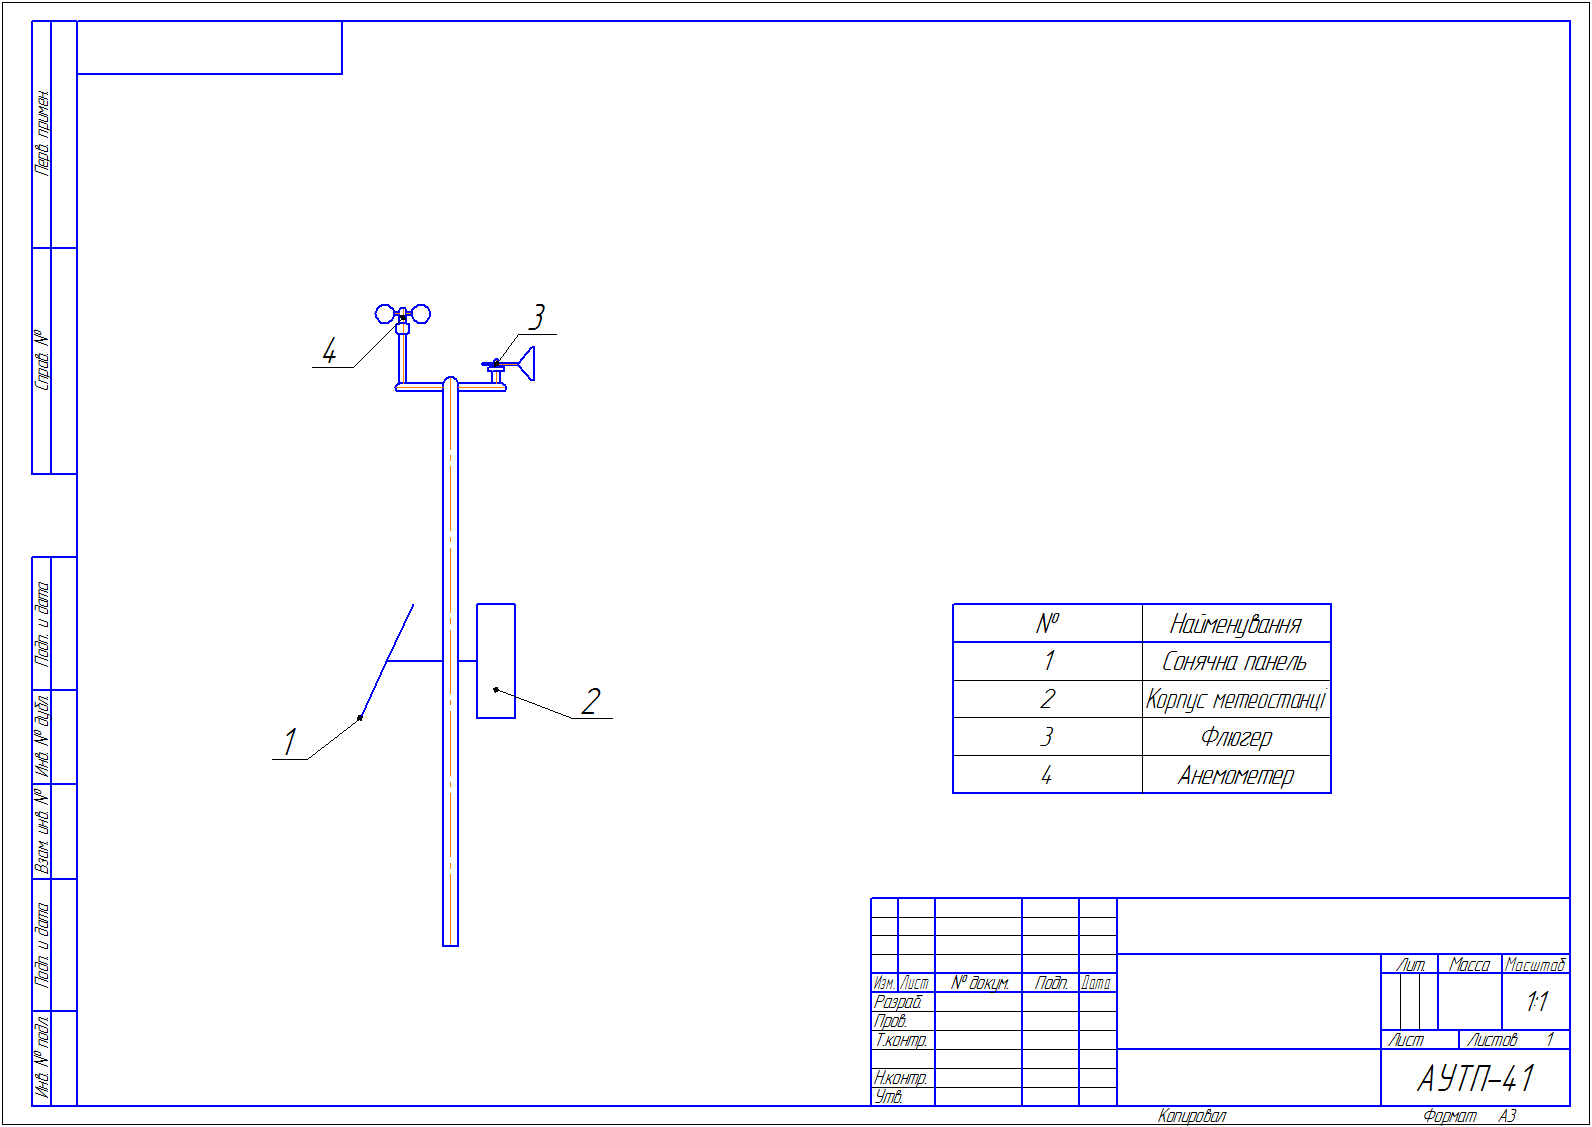 Перв. примен.
Справ. №
Подп. и дата
Инв. № дубл.
Взам. инв. №
Подп. и дата
Инв. № подл.
4
3
1
2
№ Найменування
1 Сонячна панель
2 Корпус метеостанці
3 Флюгер
4 Анемометер
Изм. Лист № докум. Подп. Дата
Разраб.
Пров.
Т.контр.
Н.контр.
Утв.
Лит. Масса Масштаб
1:1
Лист Листов 1
АУТП-41
Копировал Формат А3